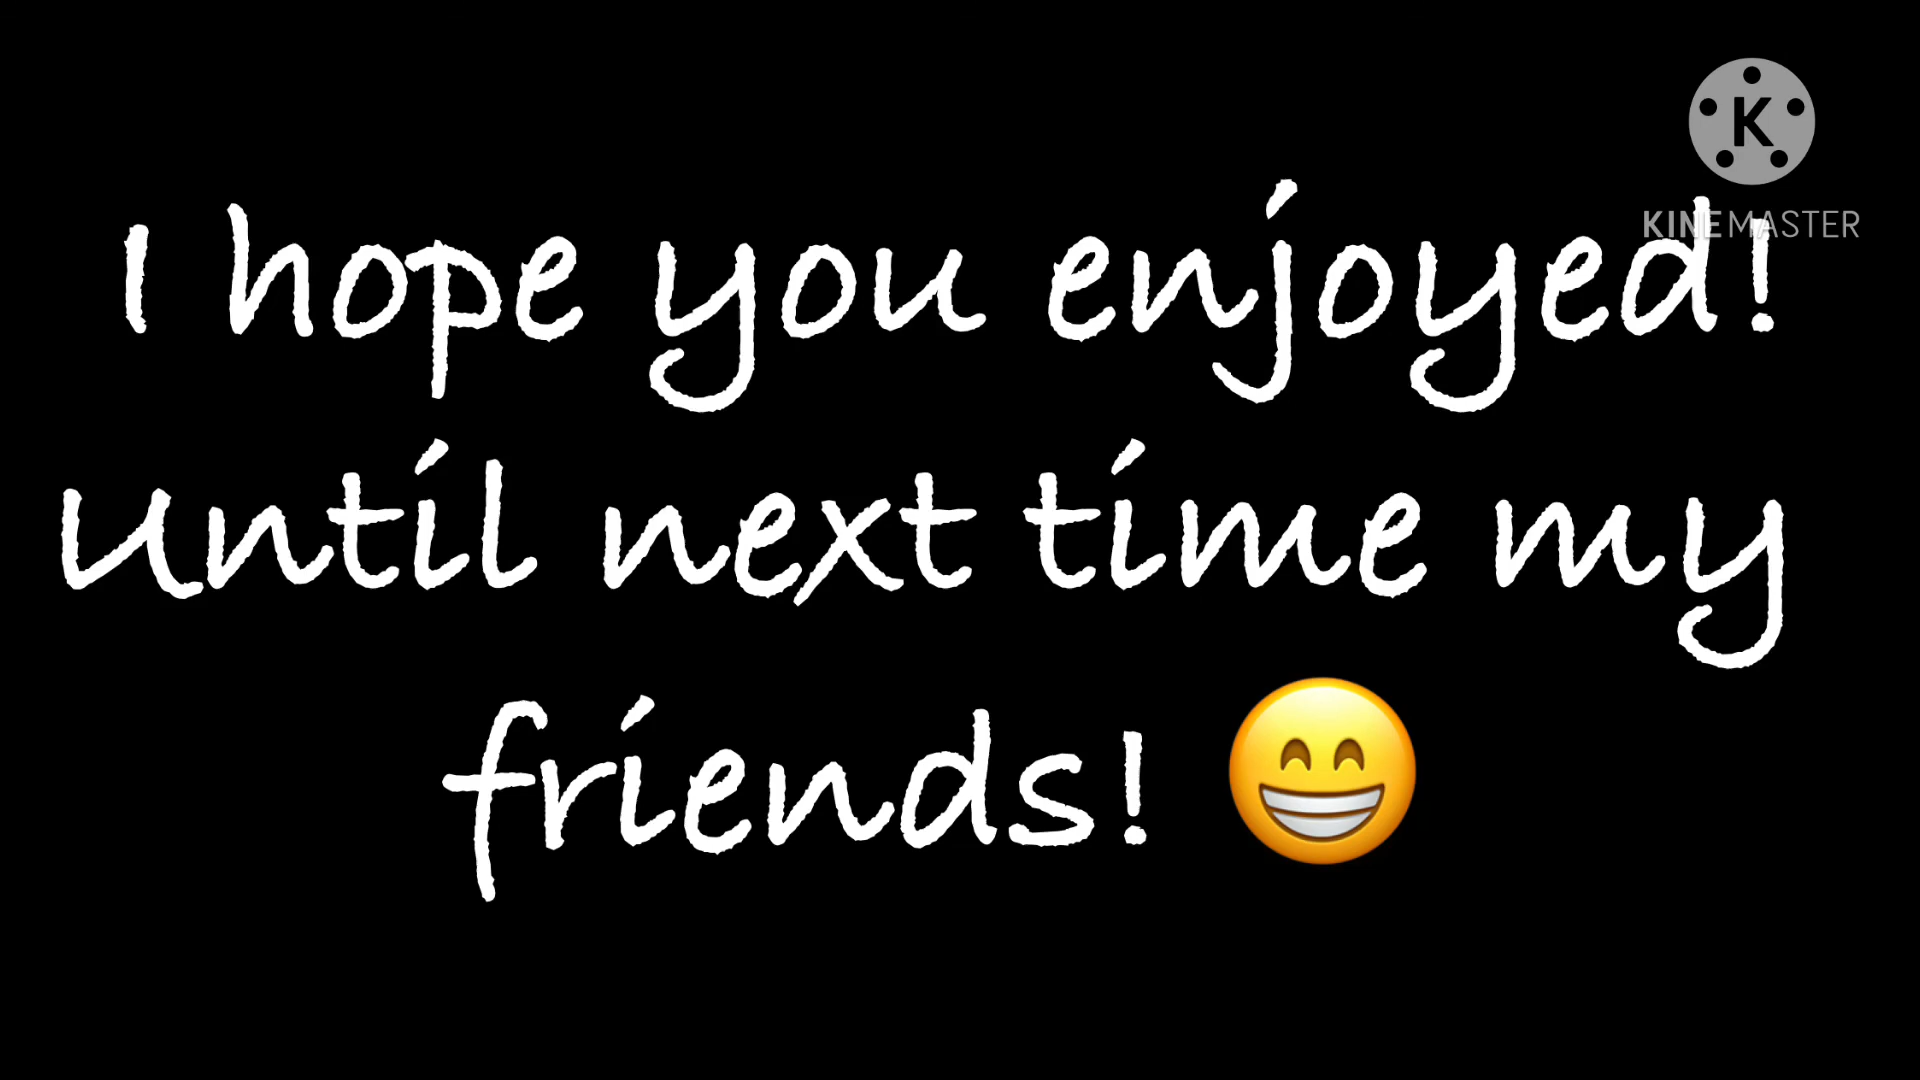 K
KINEMASTER
I hope you enjoyed!
Until next time my
friends! 😁